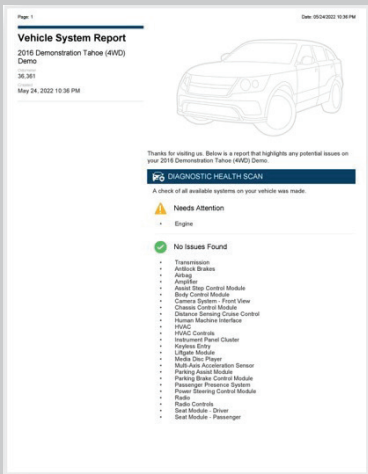 Page: 1
Date: 05/24/2022 10:36 PM
Vehicle System Report
2016 Demonstration Tahoe (4WD)
Demo
36,361
May 24, 2022 10:36 PM
Thanks for visiting us. Below is a report that highlights any potential issues on
your 2016 Demonstration Tahoe (4WD) Demo.
DIAGNOSTIC HEALTH SCAN
A check of all available systems on your vehicle was made.
Needs Attention
• Engine
No Issues Found
• Transmission
• Antilock Brakes
• Airbag
• Amplifier
• Assist Step Control Module
• Body Control Module
• Camera System - Front View
• Chassis Control Module
• Distance Sensing Cruise Control
• Human Machine Interface
• HVAC
• HVAC Controls
• Instrument Panel Cluster
• Keyless Entry
• Liftgate Module
• Media Disc Player
• Multi-Axis Acceleration Sensor
• Parking Assist Module
• Parking Brake Control Module
• Passenger Presence System
• Power Steering Control Module
• Radio
• Radio Controls
• Seat Module - Driver
• Seat Module - Passenger